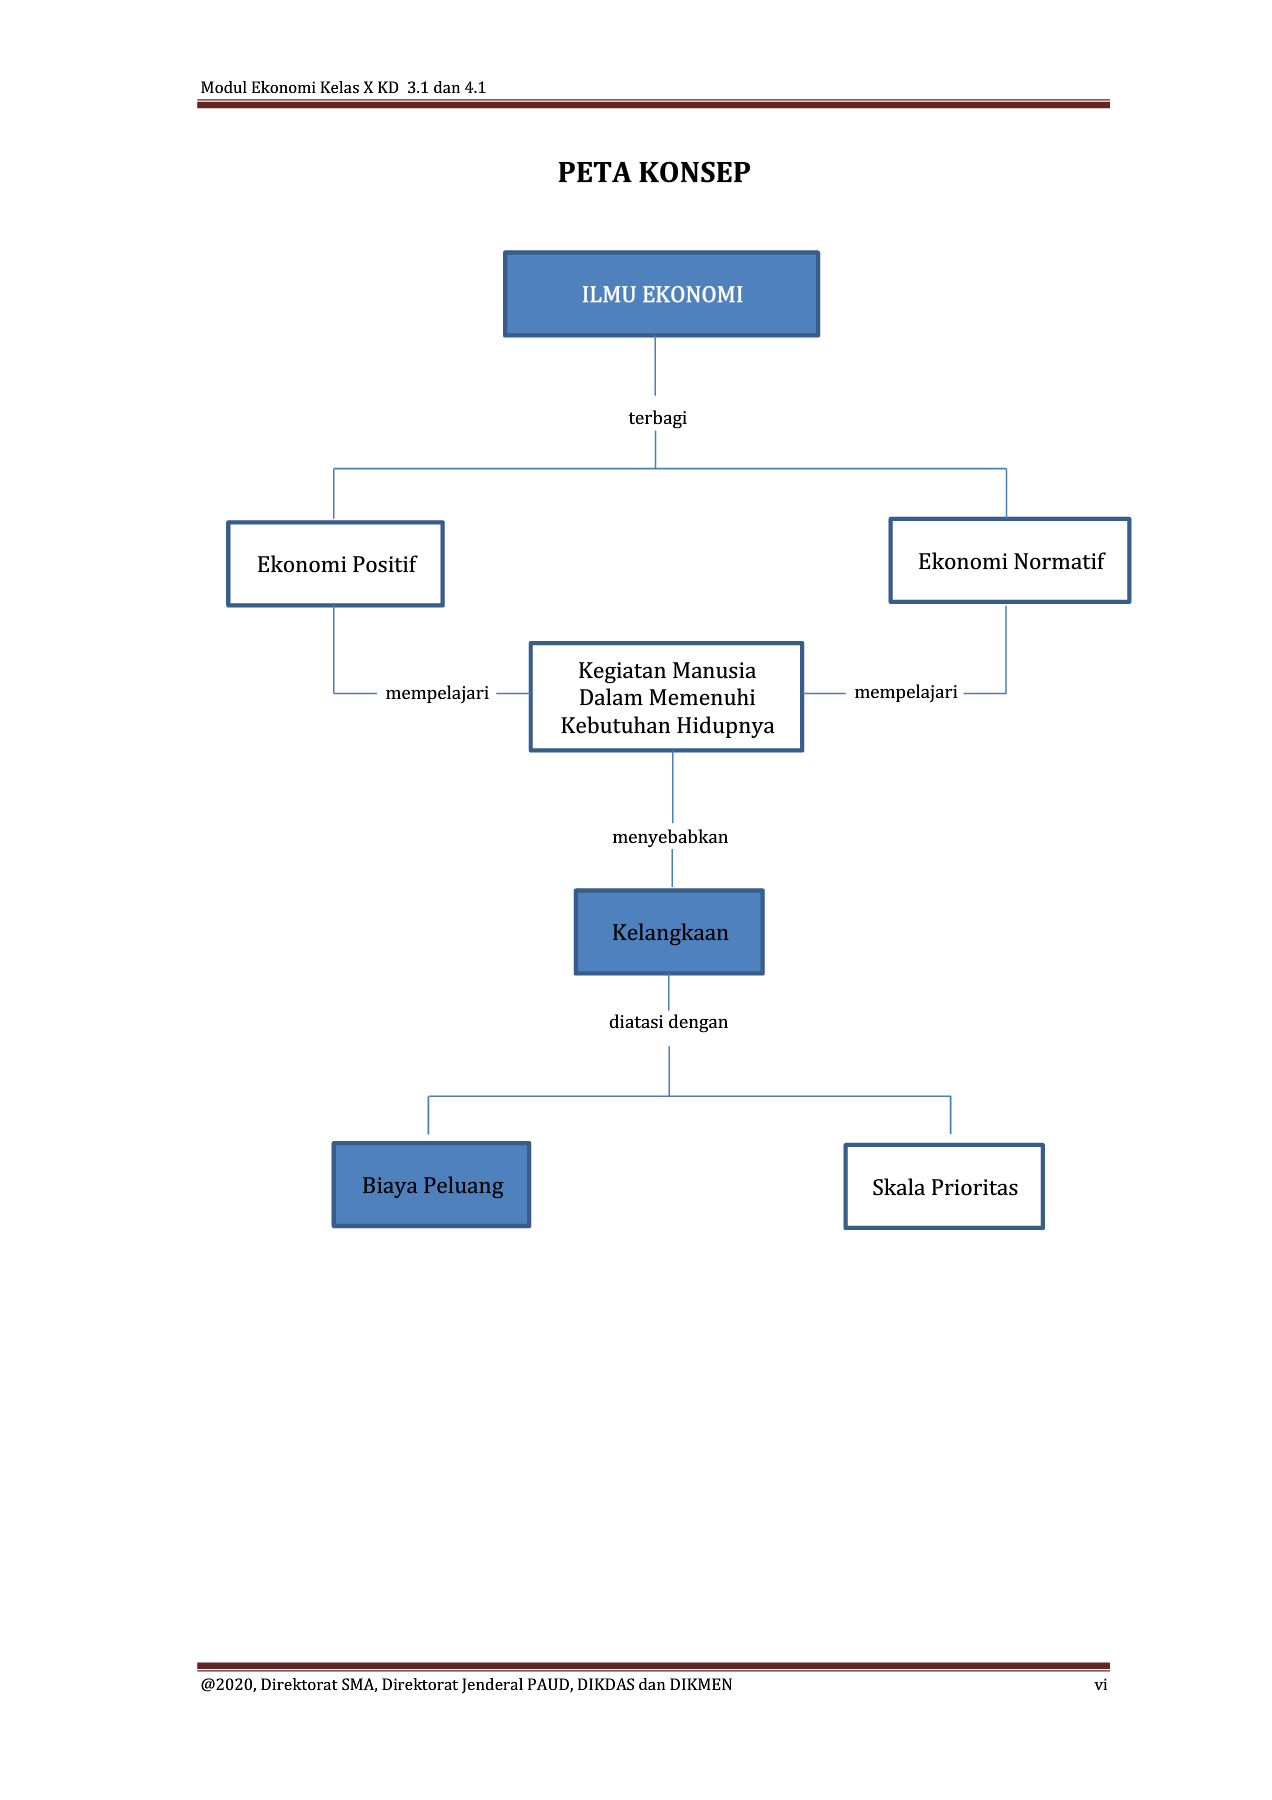 Modul Ekonomi Kelas X KD  3.1 dan 4.1
PETA KONSEP
ILMU EKONOMI
terbagi
Ekonomi Positif
Ekonomi Normatif
Kegiatan Manusia
Dalam Memenuhi
Kebutuhan Hidupnya
mempelajari
mempelajari
menyebabkan
Kelangkaan
diatasi dengan
Biaya Peluang
Skala Prioritas
@2020, Direktorat SMA, Direktorat Jenderal PAUD, DIKDAS dan DIKMEN
vi